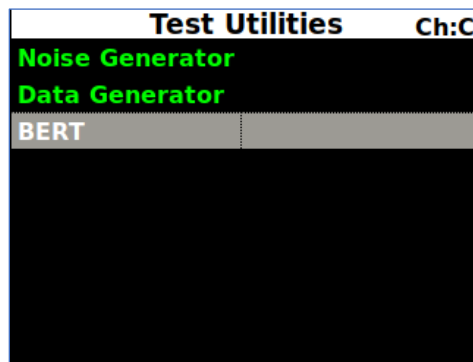 Test Utilities Ch:C
Noise Generator
Data Generator
BERT